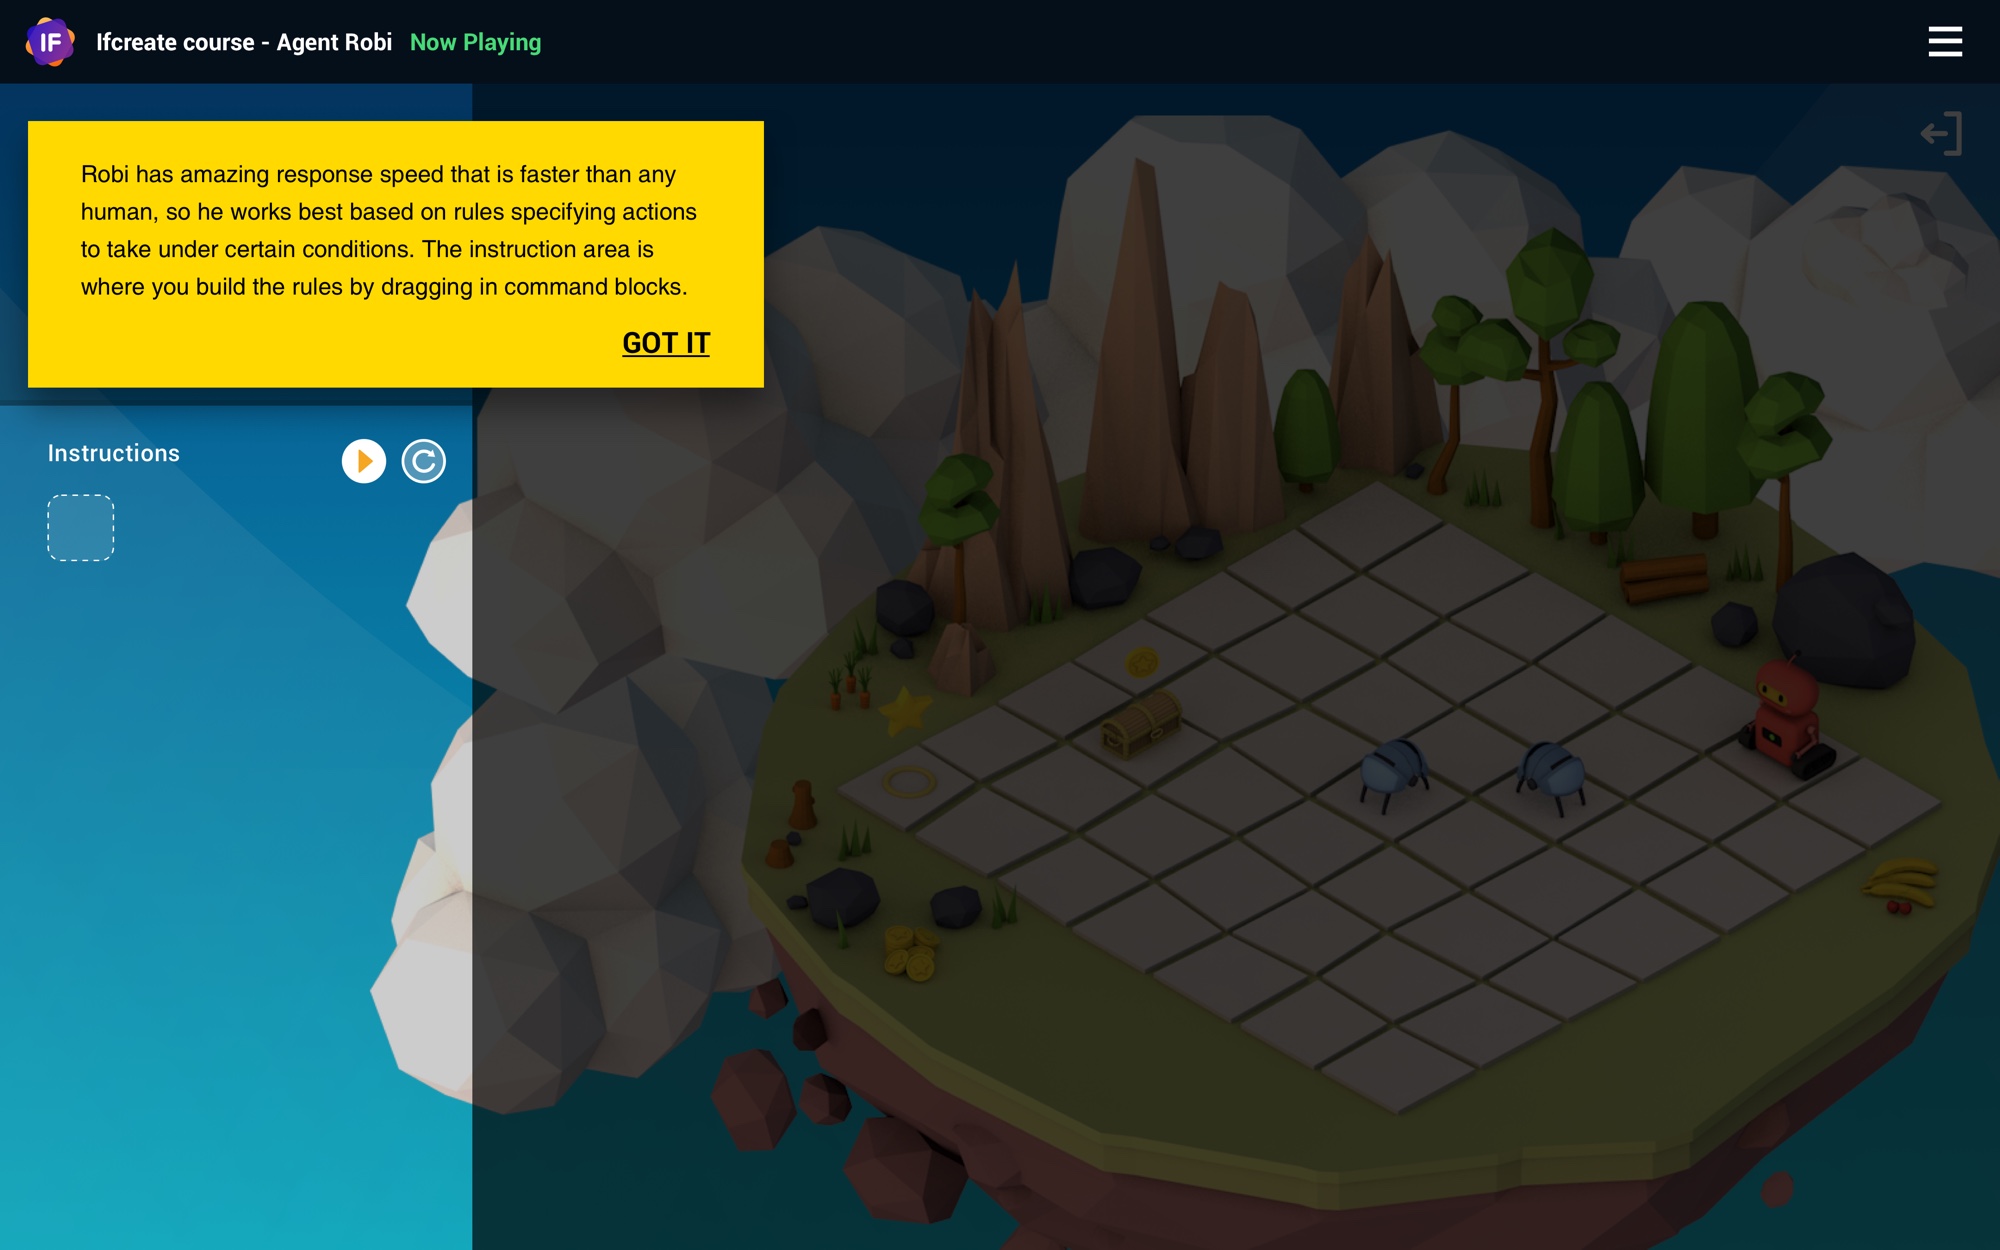 IF
Ifcreate course - Agent Robi Now Playing
Robi has amazing response speed that is faster than any
human, so he works best based on rules specifying actions
to take under certain conditions. The instruction area is
where you build the rules by dragging in command blocks.
GOT IT
Instructions